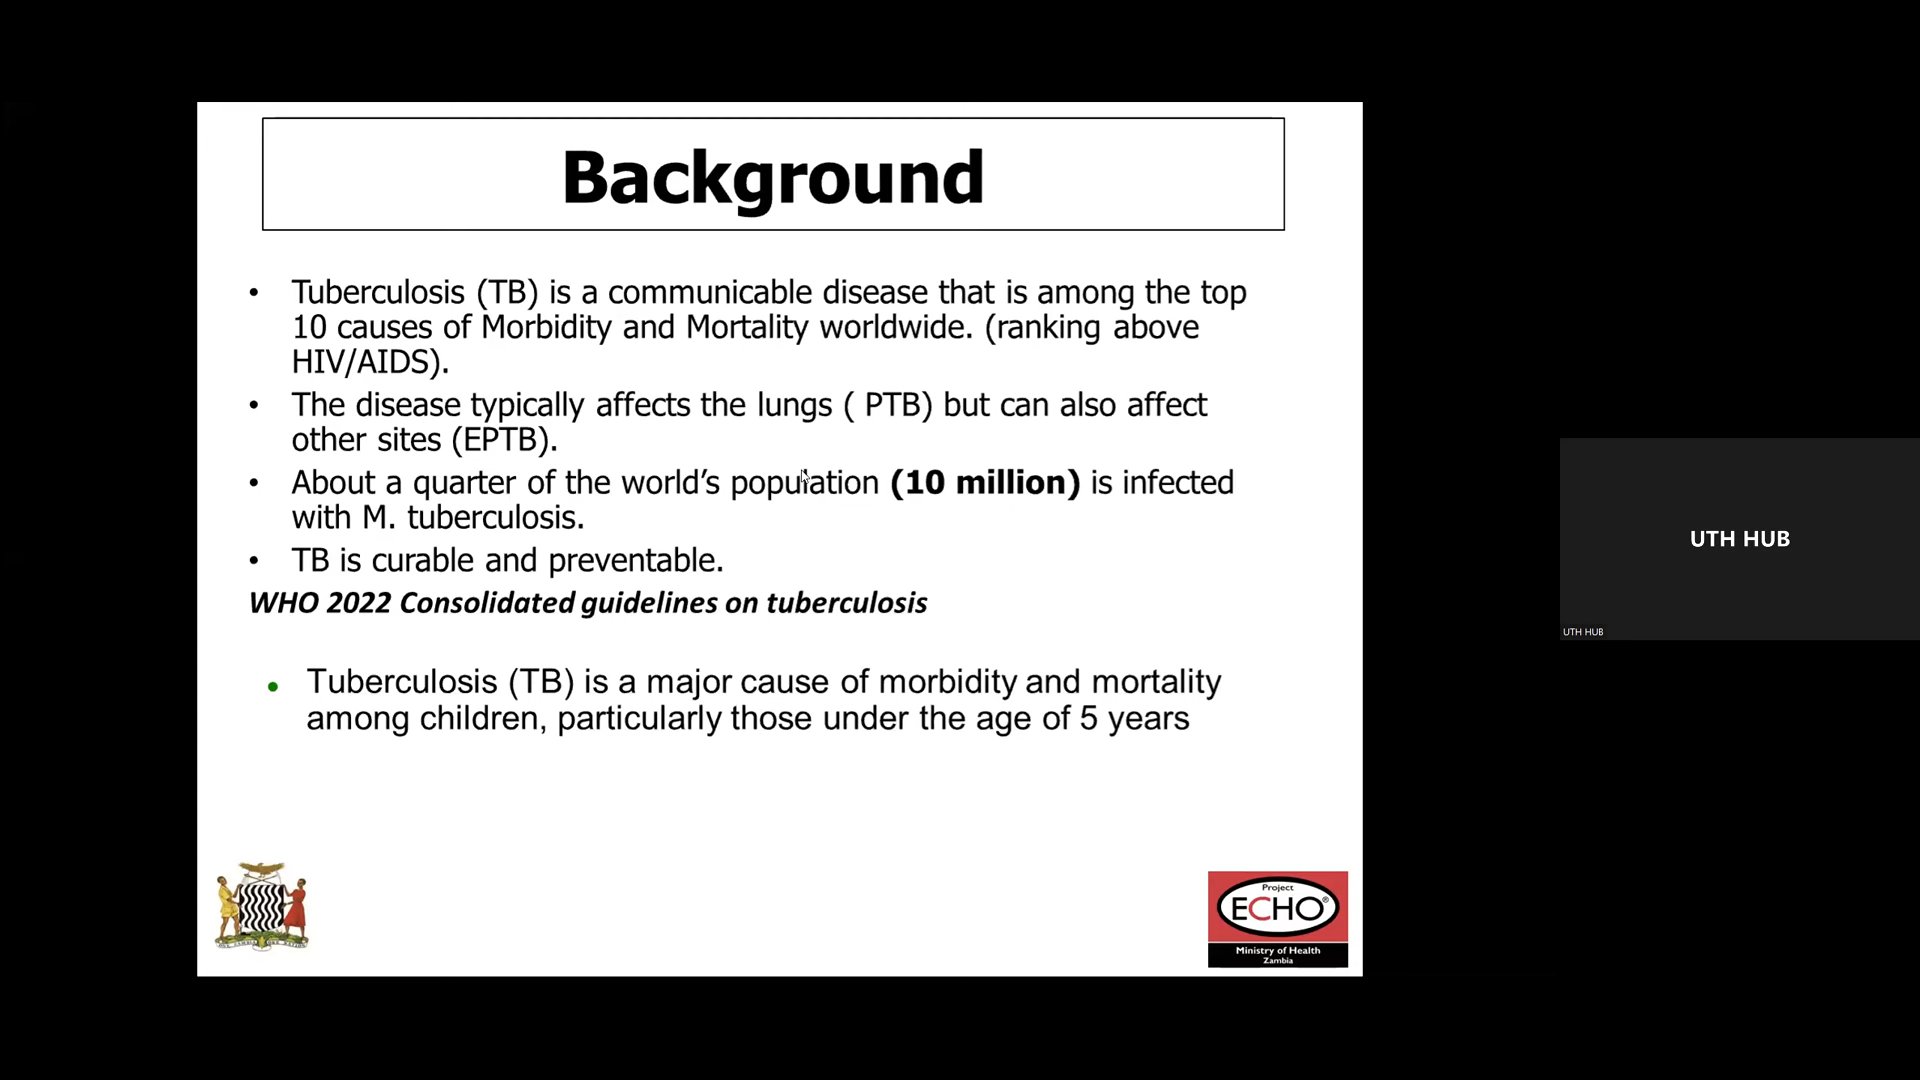 Background
• Tuberculosis (TB) is a communicable disease that is among the top
10 causes of Morbidity and Mortality worldwide. (ranking above
HIV/AIDS).
• The disease typically affects the lungs ( PTB) but can also affect
other sites (EPTB).
• About a quarter of the world’s population (10 million) is infected
with M. tuberculosis.
• TB is curable and preventable.
WHO 2022 Consolidated guidelines on tuberculosis
• Tuberculosis (TB) is a major cause of morbidity and mortality
among children, particularly those under the age of 5 years
Project
ECHO®
Ministry of Health
Zambia
UTH HUB
UTH HUB